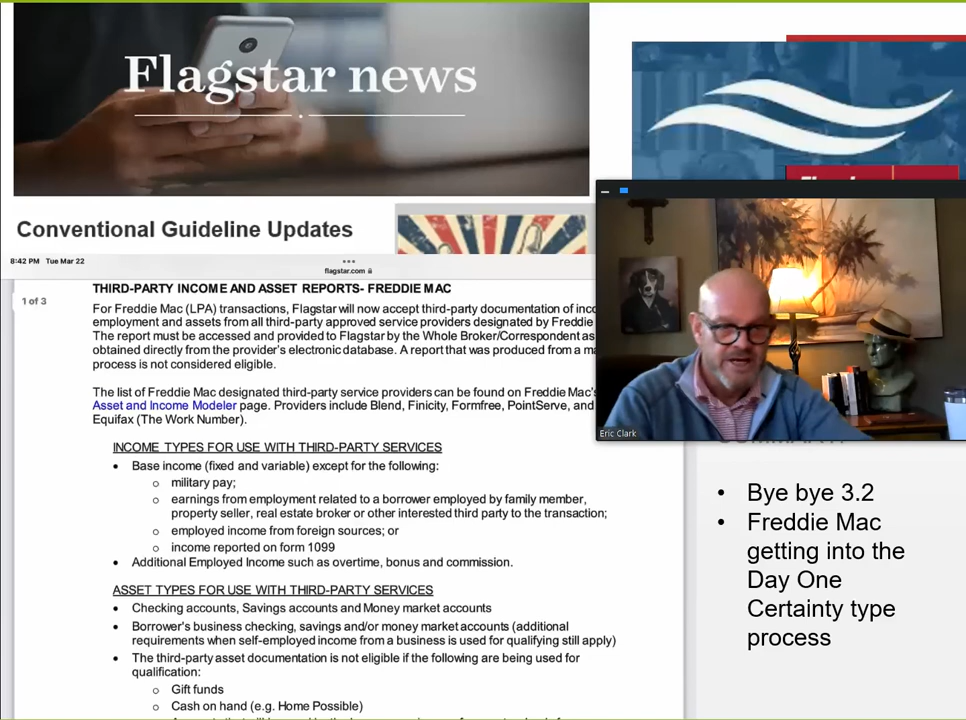 Flagstar news
Conventional Guideline Updates
8:42 PM Tue Mar 22
flagstar.com
1 of 3
THIRD-PARTY INCOME AND ASSET REPORTS- FREDDIE MAC
For Freddie Mac (LPA) transactions, Flagstar will now accept third-party documentation of
employment and assets from all third-party approved service providers designated by Freddie
The report must be accessed and provided to Flagstar by the Whole Broker/Correspondent as
obtained directly from the provider's electronic database. A report that was produced from a
process is not considered eligible.
The list of Freddie Mac designated third-party service providers can be found on Freddie Mac's
Asset and Income Modeler page. Providers include Blend, Finicity, Formfree, PointServe, and
Equifax (The Work Number).
INCOME TYPES FOR USE WITH THIRD-PARTY SERVICES
• Base income (fixed and variable) except for the following:
o military pay;
o earnings from employment related to a borrower employed by family member,
property seller, real estate broker or other interested third party to the transaction;
o employed income from foreign sources; or
o income reported on form 1099
• Additional Employed Income such as overtime, bonus and commission.
ASSET TYPES FOR USE WITH THIRD-PARTY SERVICES
• Checking accounts, Savings accounts and Money market accounts
• Borrower's business checking, savings and/or money market accounts (additional
requirements when self-employed income from a business is used for qualifying still apply)
• The third-party asset documentation is not eligible if the following are being used for
qualification:
o Gift funds
o Cash on hand (e.g. Home Possible)
Eric Clark
• Bye bye 3.2
• Freddie Mac
getting into the
Day One
Certainty type
process